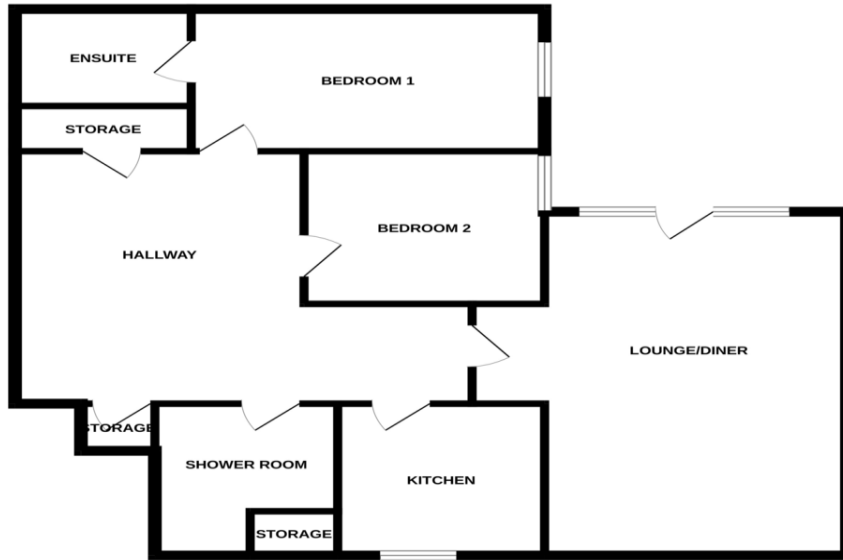 ENSUITE
BEDROOM 1
STORAGE
BEDROOM 2
HALLWAY
LOUNGE/DINER
STORAGE
SHOWER ROOM
KITCHEN
STORAGE